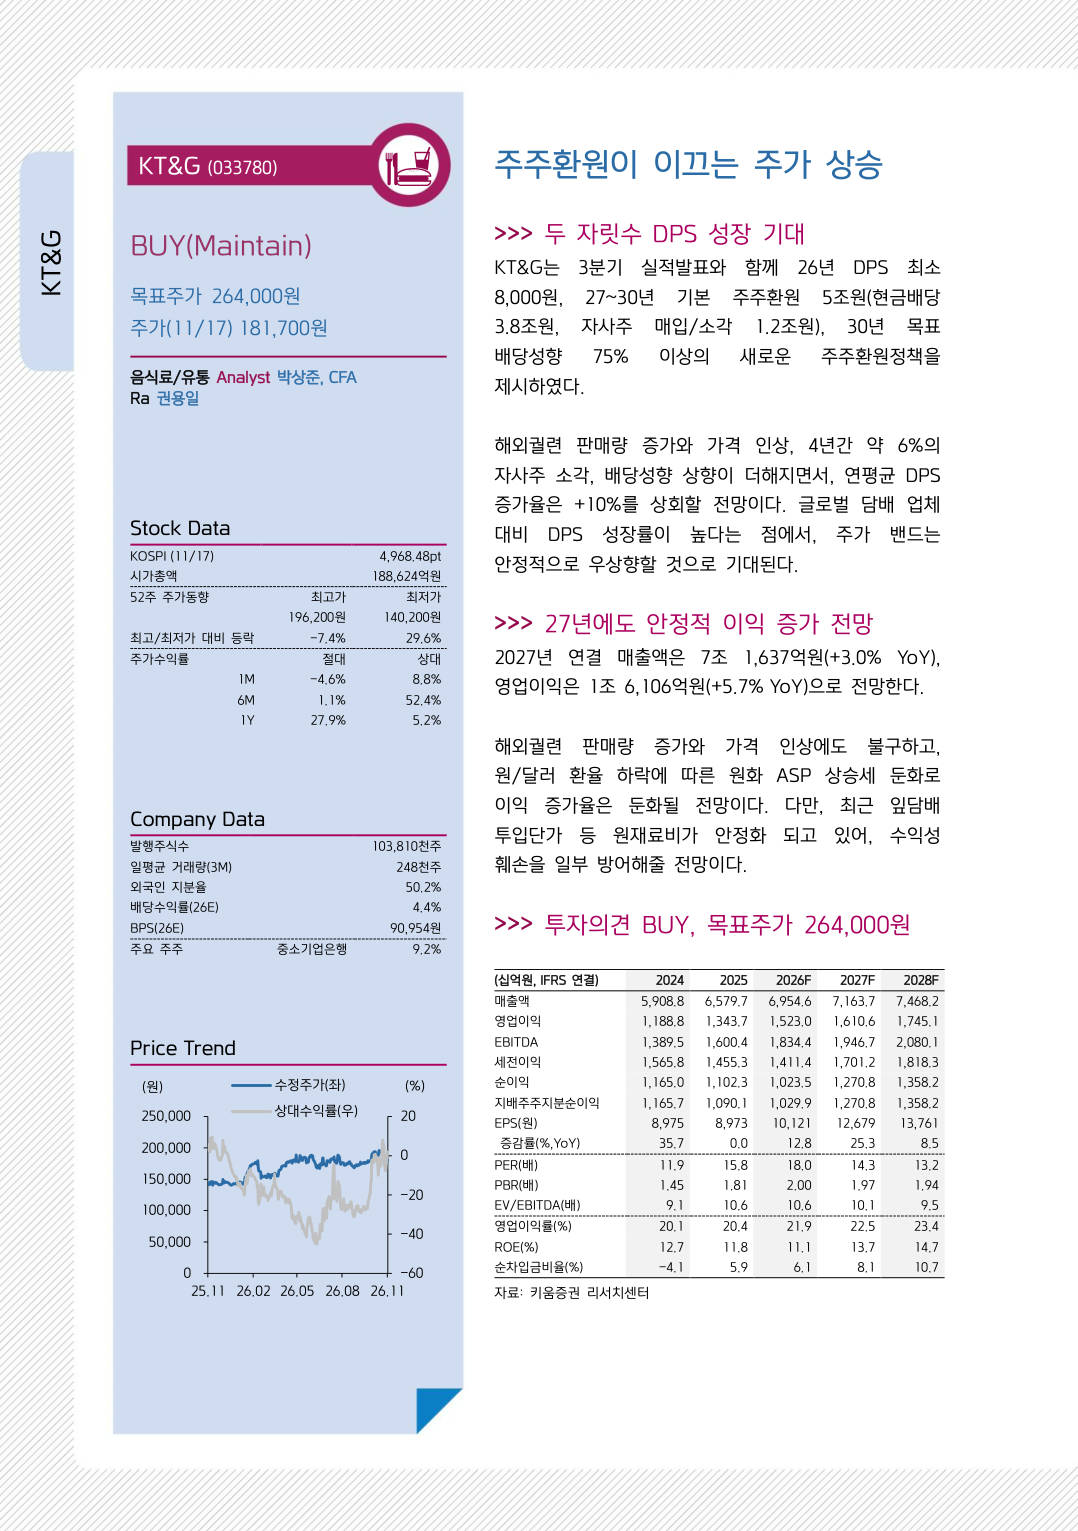 KT&G
KT&G (033780)
BUY(Maintain)
목표주가 264,000원
주가(11/17) 181,700원
음식료/유통 Analyst 박상준, CFA
Ra 권용일
Stock Data
KOSPI (11/17) 4,968.48pt
시가총액 188,624억원
52주 주가동향 최고가 최저가
196,200원 140,200원
최고/최저가 대비 등락 -7.4% 29.6%
주가수익률 절대 상대
1M -4.6% 8.8%
6M 1.1% 52.4%
1Y 27.9% 5.2%
Company Data
발행주식수 103,810천주
일평균 거래량(3M) 248천주
외국인 지분율 50.2%
배당수익률(26E) 4.4%
BPS(26E) 90,954원
주요 주주 중소기업은행 9.2%
Price Trend
(원) 수정주가(좌) (%)
상대수익률(우)
250,000 20
200,000 0
150,000 -20
100,000 -40
50,000
0 -60
25.11 26.02 26.05 26.08 26.11
주주환원이 이끄는 주가 상승
>>> 두 자릿수 DPS 성장 기대
KT&G는 3분기 실적발표와 함께 26년 DPS 최소
8,000원, 27~30년 기본 주주환원 5조원(현금배당
3.8조원, 자사주 매입/소각 1.2조원), 30년 목표
배당성향 75% 이상의 새로운 주주환원정책을
제시하였다.
해외궐련 판매량 증가와 가격 인상, 4년간 약 6%의
자사주 소각, 배당성향 상향이 더해지면서, 연평균 DPS
증가율은 +10%를 상회할 전망이다. 글로벌 담배 업체
대비 DPS 성장률이 높다는 점에서, 주가 밴드는
안정적으로 우상향할 것으로 기대된다.
>>> 27년에도 안정적 이익 증가 전망
2027년 연결 매출액은 7조 1,637억원(+3.0% YoY),
영업이익은 1조 6,106억원(+5.7% YoY)으로 전망한다.
해외궐련 판매량 증가와 가격 인상에도 불구하고,
원/달러 환율 하락에 따른 원화 ASP 상승세 둔화로
이익 증가율은 둔화될 전망이다. 다만, 최근 잎담배
투입단가 등 원재료비가 안정화 되고 있어, 수익성
훼손을 일부 방어해줄 전망이다.
>>> 투자의견 BUY, 목표주가 264,000원
(십억원, IFRS 연결) 2024 2025 2026F 2027F 2028F
매출액 5,908.8 6,579.7 6,954.6 7,163.7 7,468.2
영업이익 1,188.8 1,343.7 1,523.0 1,610.6 1,745.1
EBITDA 1,389.5 1,600.4 1,834.4 1,946.7 2,080.1
세전이익 1,565.8 1,455.3 1,411.4 1,701.2 1,818.3
순이익 1,165.0 1,102.3 1,023.5 1,270.8 1,358.2
지배주주지분순이익 1,165.7 1,090.1 1,029.9 1,270.8 1,358.2
EPS(원) 8,975 8,973 10,121 12,679 13,761
증감률(%,YoY) 35.7 0.0 12.8 25.3 8.5
PER(배) 11.9 15.8 18.0 14.3 13.2
PBR(배) 1.45 1.81 2.00 1.97 1.94
EV/EBITDA(배) 9.1 10.6 10.6 10.1 9.5
영업이익률(%) 20.1 20.4 21.9 22.5 23.4
ROE(%) 12.7 11.8 11.1 13.7 14.7
순차입금비율(%) -4.1 5.9 6.1 8.1 10.7
자료: 키움증권 리서치센터